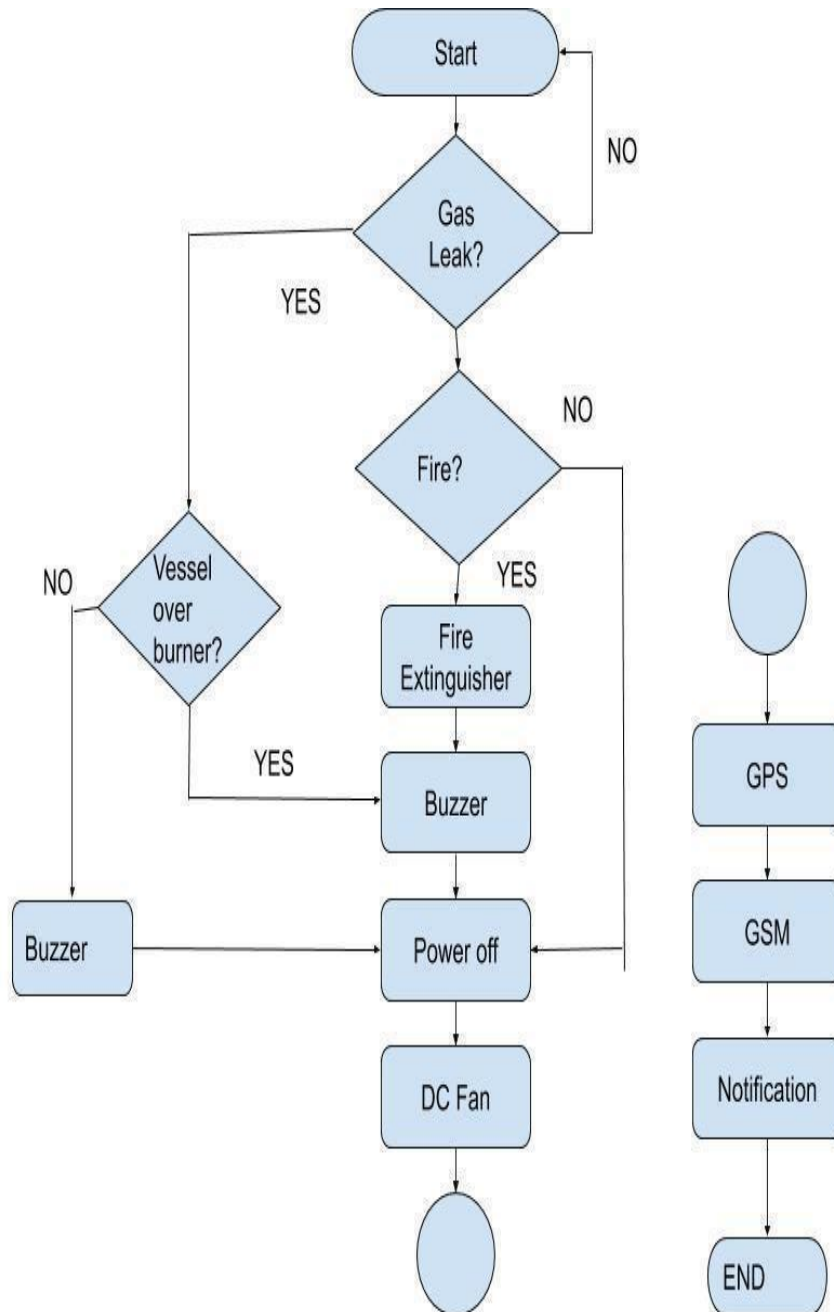 Start
NO
Gas
Leak?
YES
NO
Fire?
YES
NO
Vessel
over
burner?
Fire
Extinguisher
YES
Buzzer
GPS
Buzzer
Power off
GSM
DC Fan
Notification
END